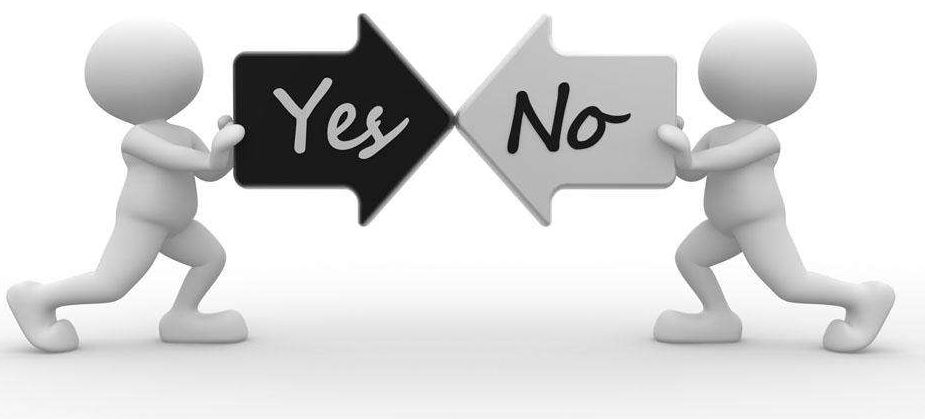 Yes
No